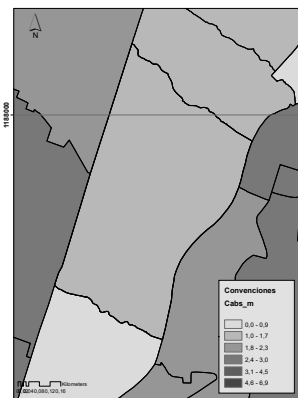 N
1188000
Convenciones
Cabs_m
0,0 - 0,9
1,0 - 1,7
1,8 - 2,3
2,4 - 3,0
3,1 - 4,5
4,6 - 6,9
Kilometers